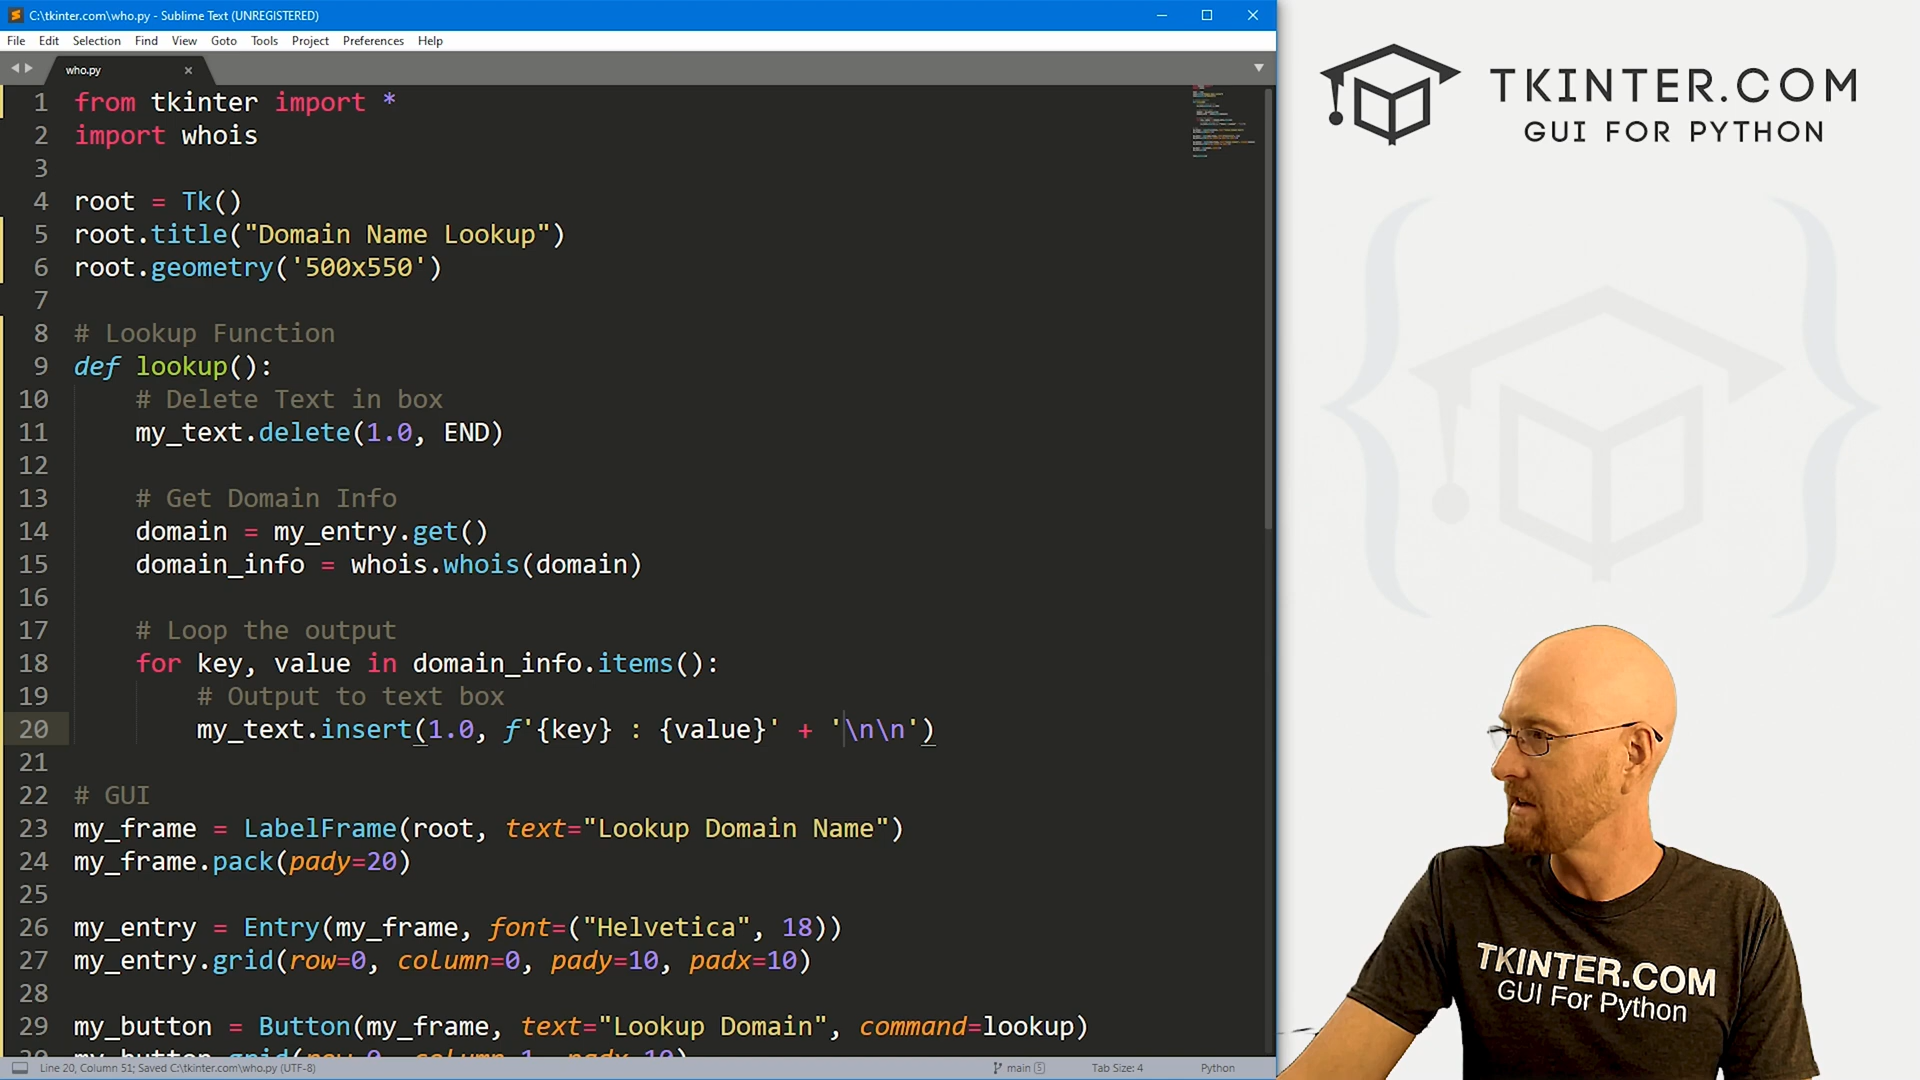 C:\tkinter.com\who.py - Sublime Text (UNREGISTERED)
File Edit Selection Find View Goto Tools Project Preferences Help
who.py
1 from tkinter import *
2 import whois
3
4 root = Tk()
5 root.title("Domain Name Lookup")
6 root.geometry('500x550')
7
8 # Lookup Function
9 def lookup():
10 # Delete Text in box
11 my_text.delete(1.0, END)
12
13 # Get Domain Info
14 domain = my_entry.get()
15 domain_info = whois.whois(domain)
16
17 # Loop the output
18 for key, value in domain_info.items():
19 # Output to text box
20 my_text.insert(1.0, f'{key} : {value}' + '\n\n')
21
22 # GUI
23 my_frame = LabelFrame(root, text="Lookup Domain Name")
24 my_frame.pack(pady=20)
25
26 my_entry = Entry(my_frame, font=("Helvetica", 18))
27 my_entry.grid(row=0, column=0, pady=10, padx=10)
28
29 my_button = Button(my_frame, text="Lookup Domain", command=lookup)
30 my_button.grid(row=0, column=1, padx=10)
Line 20, Column 51; Saved C:\tkinter.com\who.py (UTF-8) main 5 Tab Size: 4 Python
TKINTER.COM
GUI FOR PYTHON
TKINTER.COM
GUI For Python